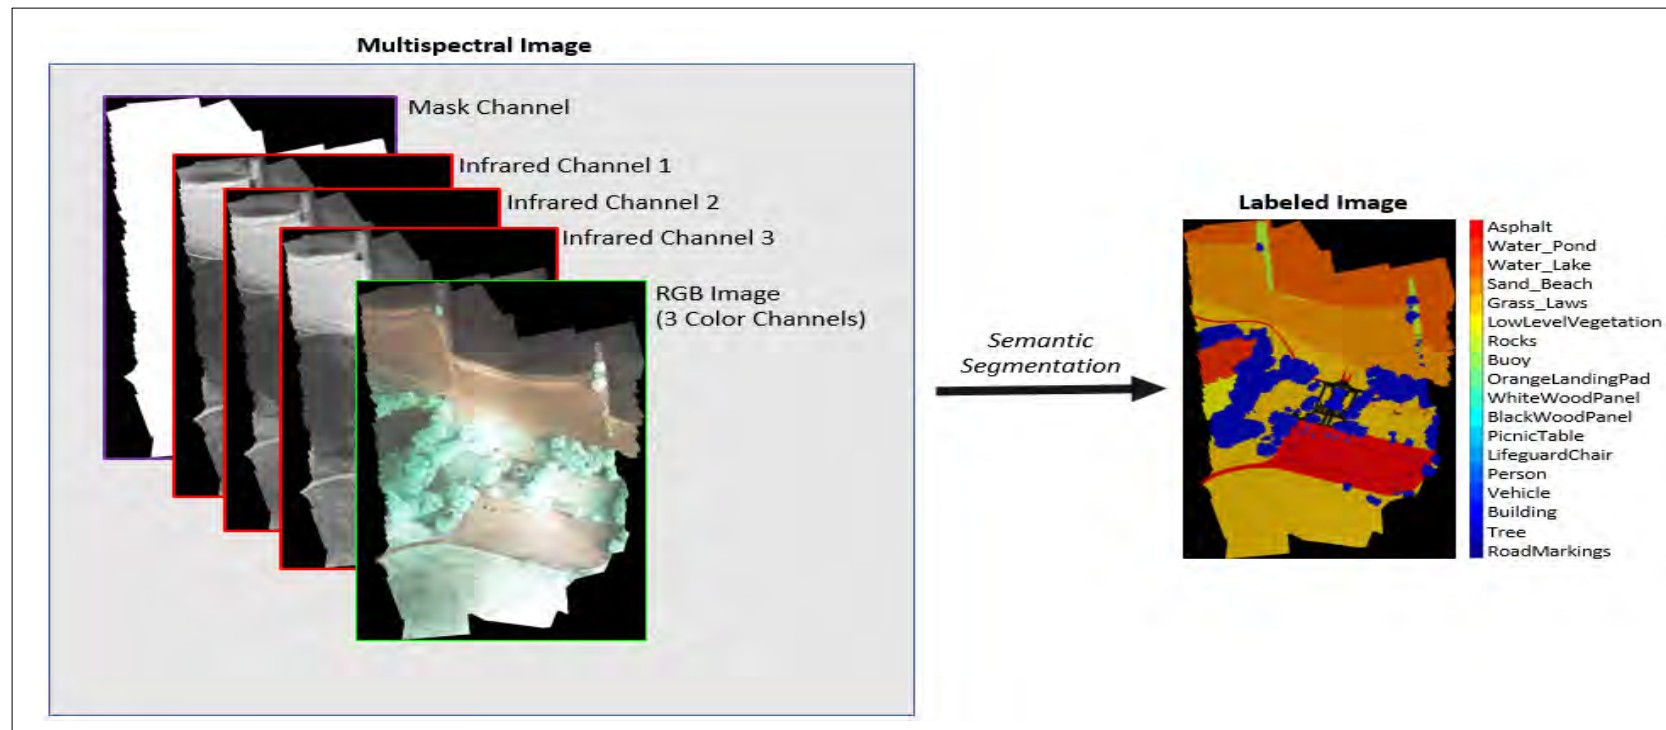 Multispectral Image
Mask Channel
Infrared Channel 1
Infrared Channel 2
Infrared Channel 3
RGB Image
(3 Color Channels)
Semantic
Segmentation
Labeled Image
Asphalt
Water_Pond
Water_Lake
Sand_Beach
Grass_Laws
LowLevelVegetation
Rocks
Buoy
OrangeLandingPad
WhiteWoodPanel
BlackWoodPanel
PicnicTable
LifeguardChair
Person
Vehicle
Building
Tree
RoadMarkings